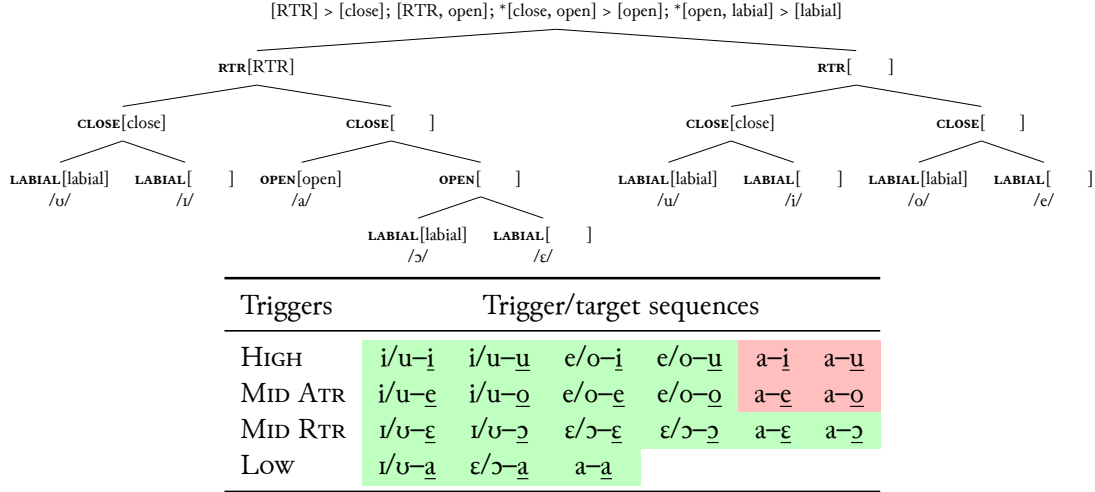 [RTR] > [close]; [RTR, open]; *[close, open] > [open]; *[open, labial] > [labial]
RTR[RTR] RTR[ ]
CLOSE[close] CLOSE[ ] CLOSE[close] CLOSE[ ]
LABIAL[labial] LABIAL[ ] OPEN[open] OPEN[ ] LABIAL[labial] LABIAL[ ] LABIAL[labial] LABIAL[ ]
/ʊ/ /ɪ/ /a/ /u/ /i/ /o/ /e/
LABIAL[labial] LABIAL[ ]
/ɔ/ /ɛ/
Triggers Trigger/target sequences
High i/u–i i/u–u e/o–i e/o–u a–i a–u
Mid Atr i/u–e i/u–o e/o–e e/o–o a–e a–o
Mid Rtr ɪ/ʊ–ɛ ɪ/ʊ–ɔ ɛ/ɔ–ɛ ɛ/ɔ–ɔ a–ɛ a–ɔ
Low ɪ/ʊ–a ɛ/ɔ–a a–a